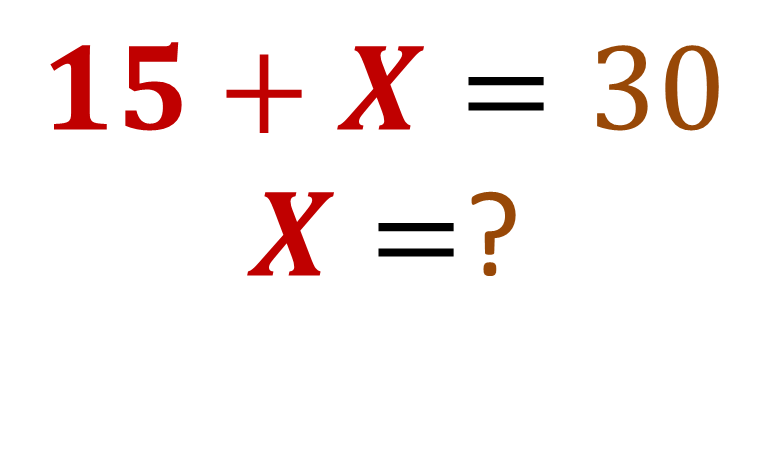 15 + X = 30
X =?